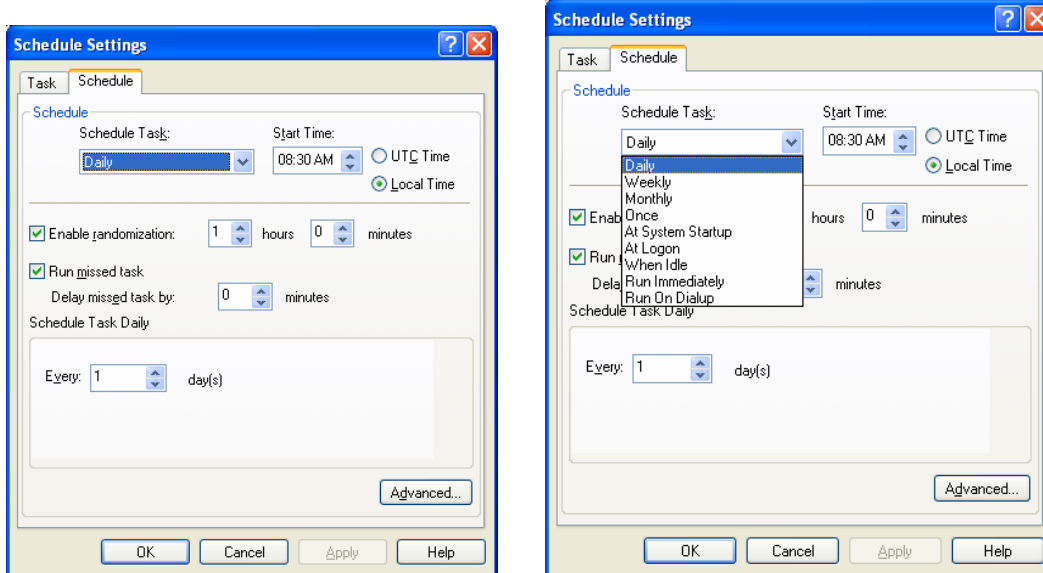 Schedule Settings
Task Schedule
Schedule
Schedule Task: Start Time:
Daily 08:30 AM UTC Time
Local Time
Enable randomization: 1 hours 0 minutes
Run missed task
Delay missed task by: 0 minutes
Schedule Task Daily
Every: 1 day(s)
Advanced...
OK Cancel Apply Help
Schedule Settings
Task Schedule
Schedule
Schedule Task: Start Time:
Daily 08:30 AM UTC Time
Local Time
Daily
Weekly
Monthly
Once
At System Startup
At Logon
When Idle
Run Immediately
Run On Dialup
Enab hours 0 minutes
Run
Dela minutes
Schedule Task Daily
Every: 1 day(s)
Advanced...
OK Cancel Apply Help